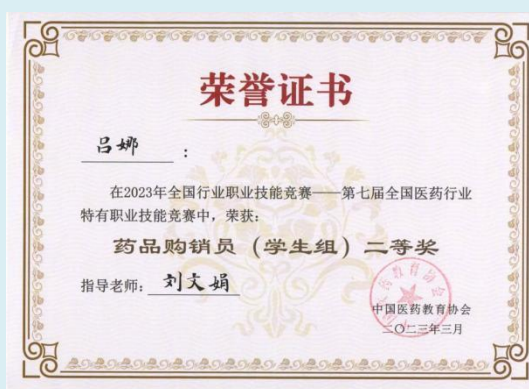 荣誉证书
吕娜：
在2023年全国行业职业技能竞赛——第七届全国医药行业
特有职业技能竞赛中，荣获：
药品购销员（学生组）二等奖
指导老师：刘文娟
中国医药教育协会
二〇二三年三月